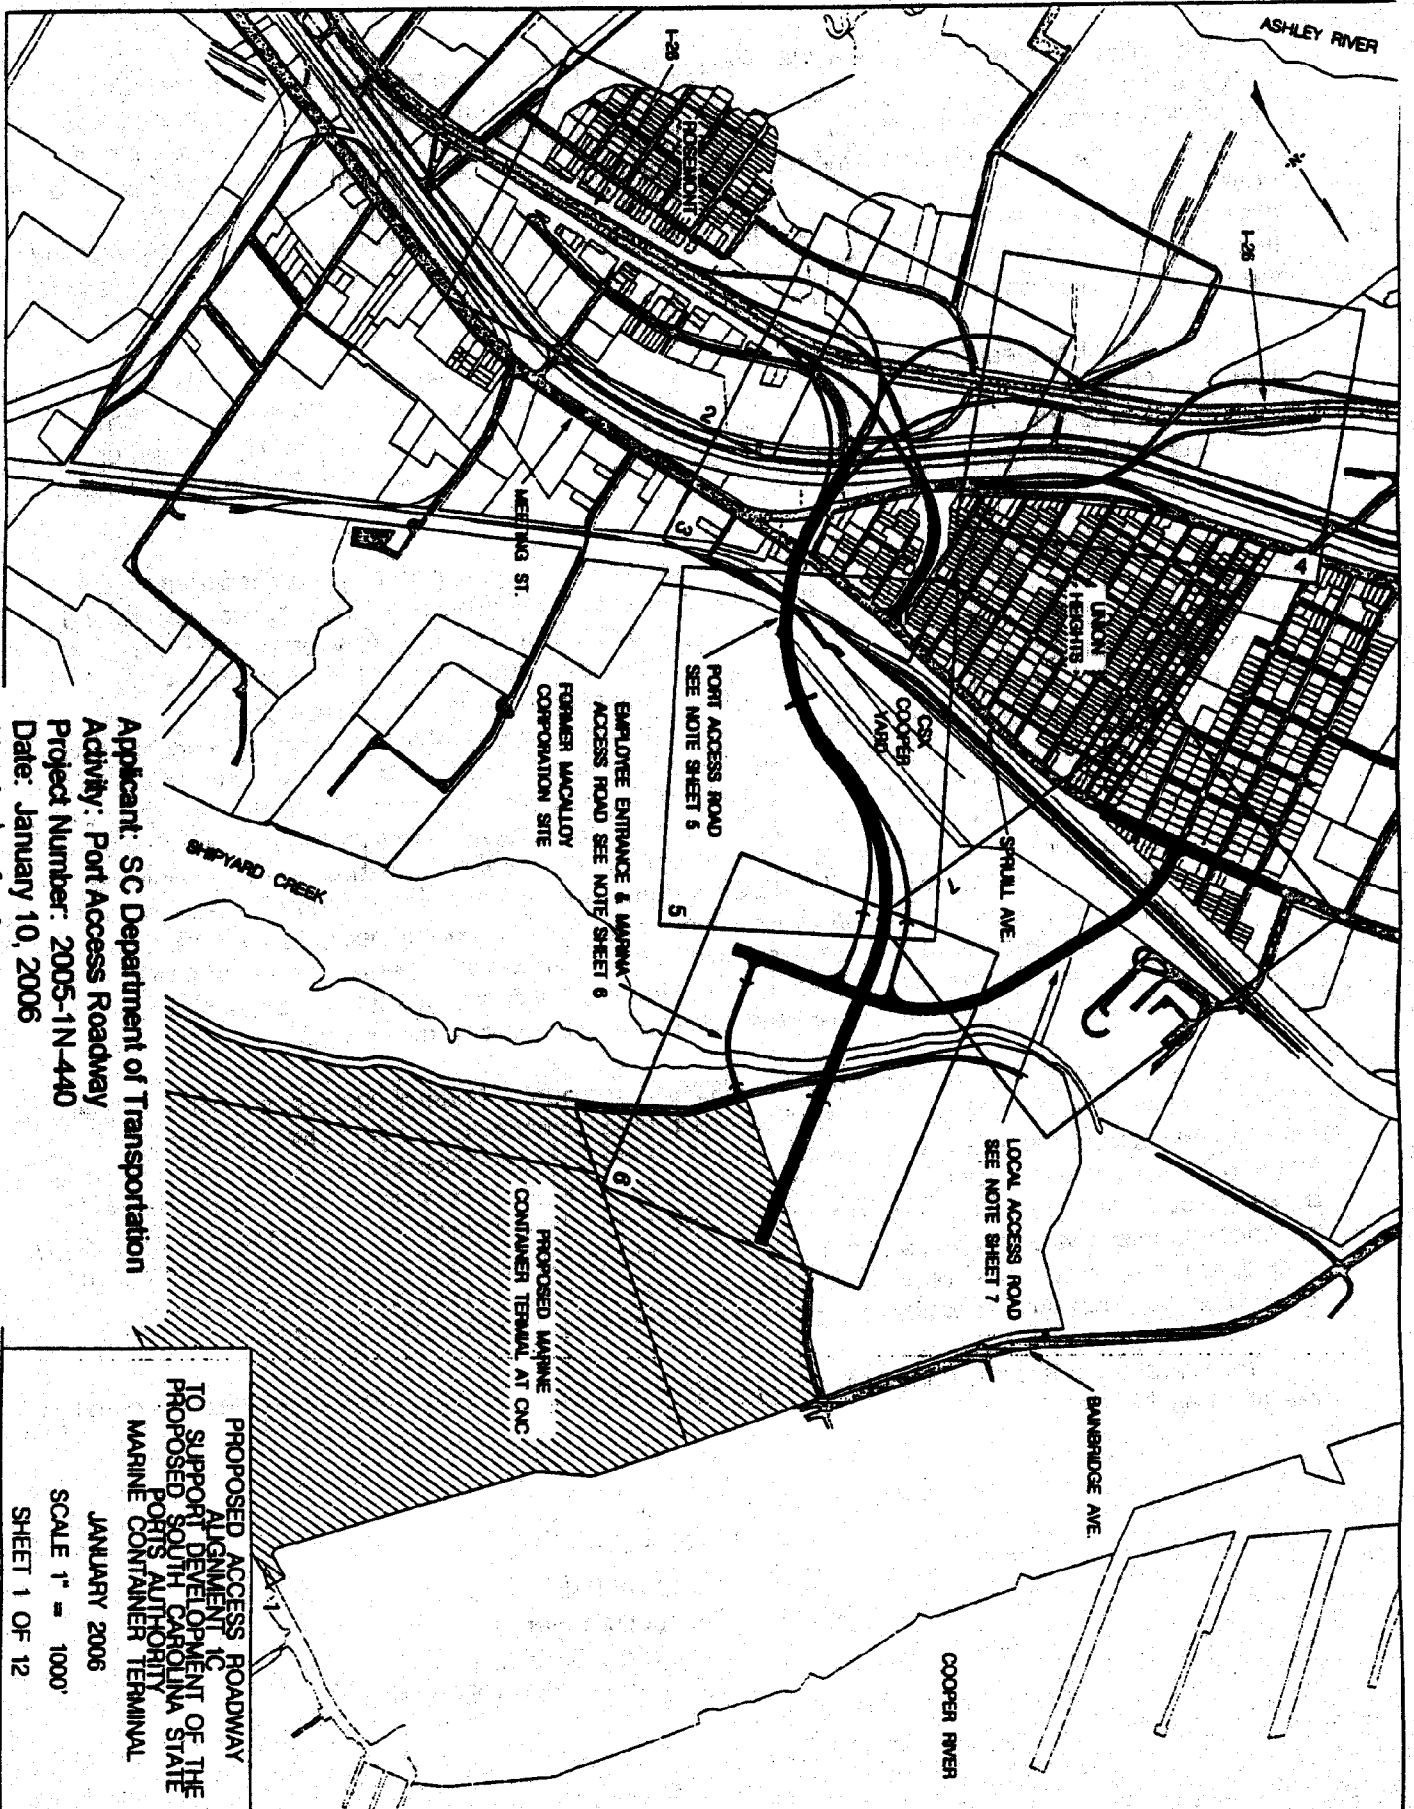 ASHLEY RIVER
I-26
I-26
ROSEMONT
UNION
HEIGHTS
2
3
4
MEETING ST.
PORT ACCESS ROAD
SEE NOTE SHEET 5
CSX
COOPER
YARD
SPRUILL AVE.
EMPLOYEE ENTRANCE & MARINA
ACCESS ROAD SEE NOTE SHEET 6
FORMER MACALLOY
CORPORATION SITE
5
SHIPYARD CREEK
LOCAL ACCESS ROAD
SEE NOTE SHEET 7
6
PROPOSED MARINE
CONTAINER TERMINAL AT CNC
BAINBRIDGE AVE.
COOPER RIVER
Applicant: SC Department of Transportation
Activity: Port Access Roadway
Project Number: 2005-1N-440
Date: January 10, 2006
PROPOSED ACCESS ROADWAY
ALIGNMENT 1C
TO SUPPORT DEVELOPMENT OF THE
PROPOSED SOUTH CAROLINA STATE
PORTS AUTHORITY
MARINE CONTAINER TERMINAL
JANUARY 2006
SCALE 1" = 1000'
SHEET 1 OF 12